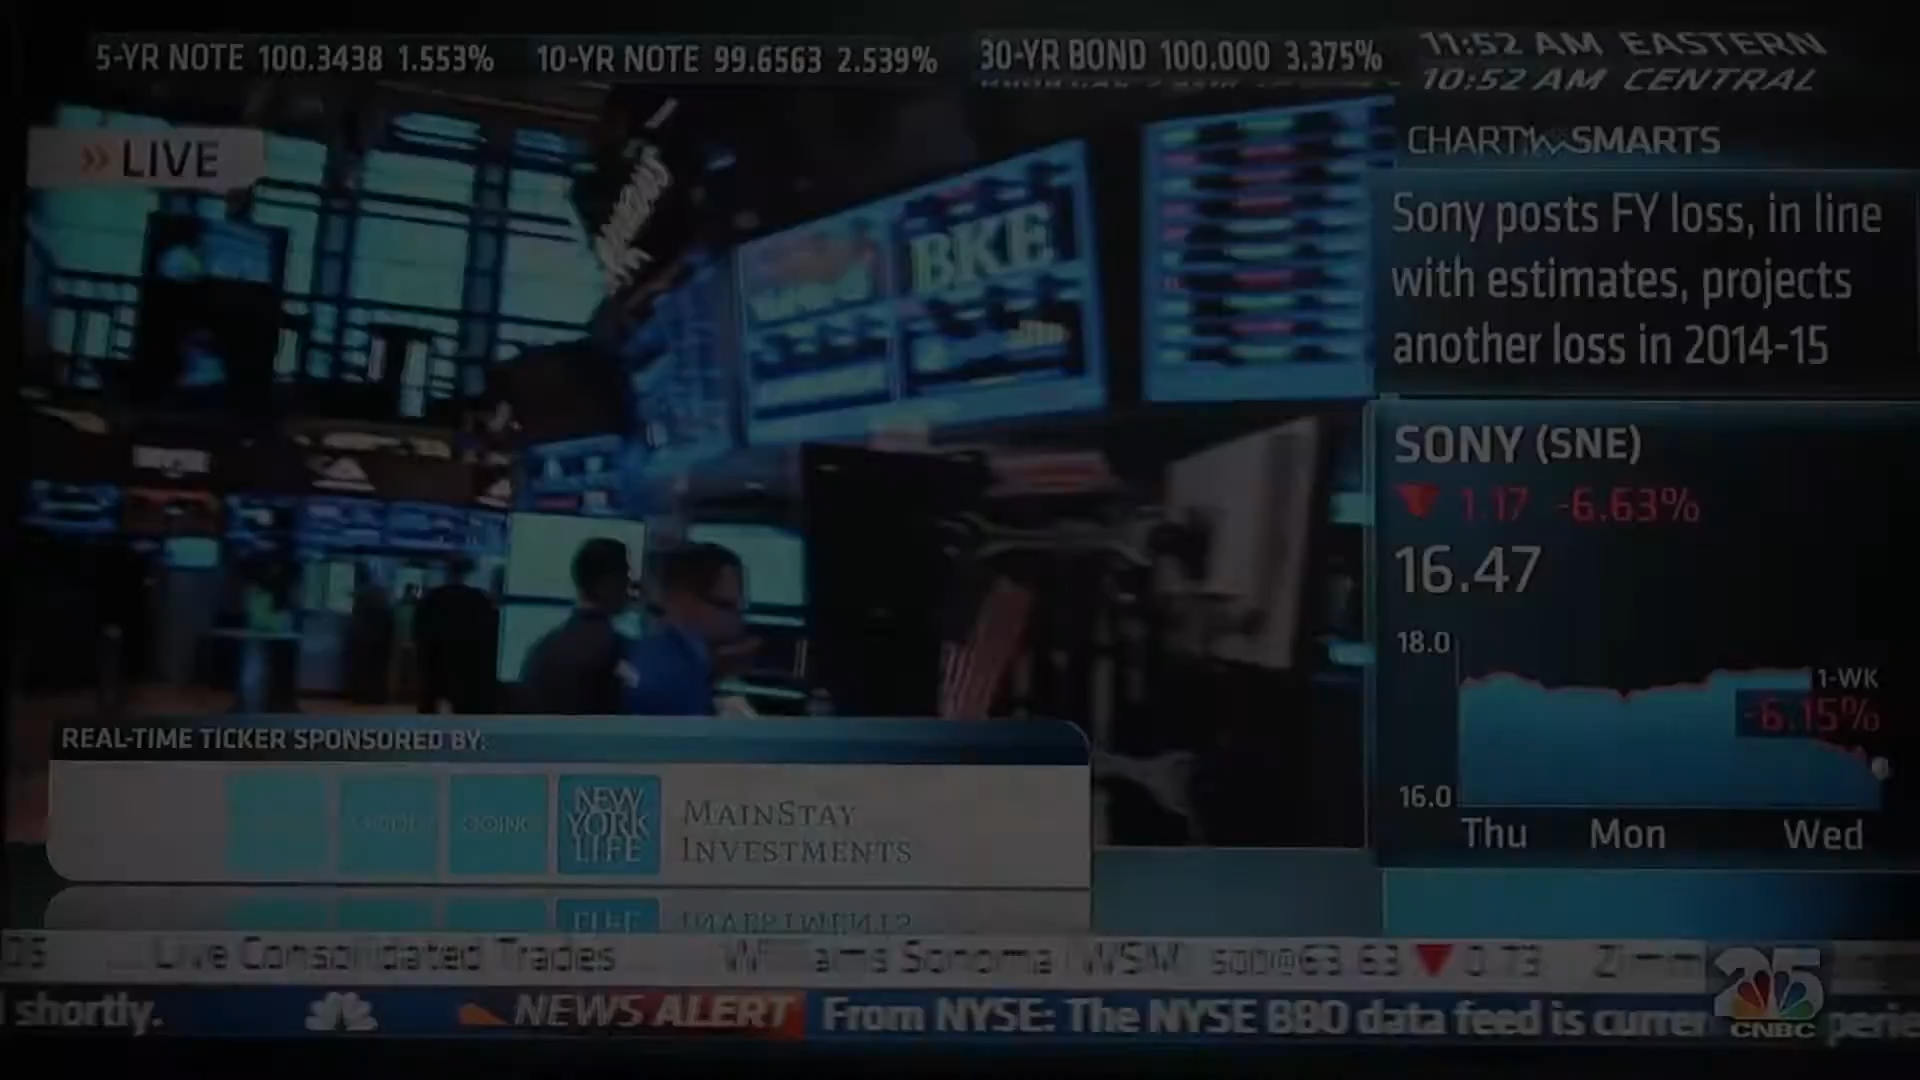 5-YR NOTE 100.3438 1.553% 10-YR NOTE 99.6563 2.539% 30-YR BOND 100.000 3.375%
11:52 AM EASTERN
10:52 AM CENTRAL
» LIVE
CHART SMARTS
Sony posts FY loss, in line
with estimates, projects
another loss in 2014-15
BKE
SONY (SNE)
▼ 1.17 -6.63%
16.47
18.0
1-WK
-6.15%
16.0
Thu Mon Wed
REAL-TIME TICKER SPONSORED BY:
GOING
NEW
YORK
LIFE
MAINSTAY
INVESTMENTS
Live Consolidated Trades Williams Sonoma WSM 63.63 ▼ 0.73
shortly. NEWS ALERT From NYSE: The NYSE BBO data feed is
25
CNBC